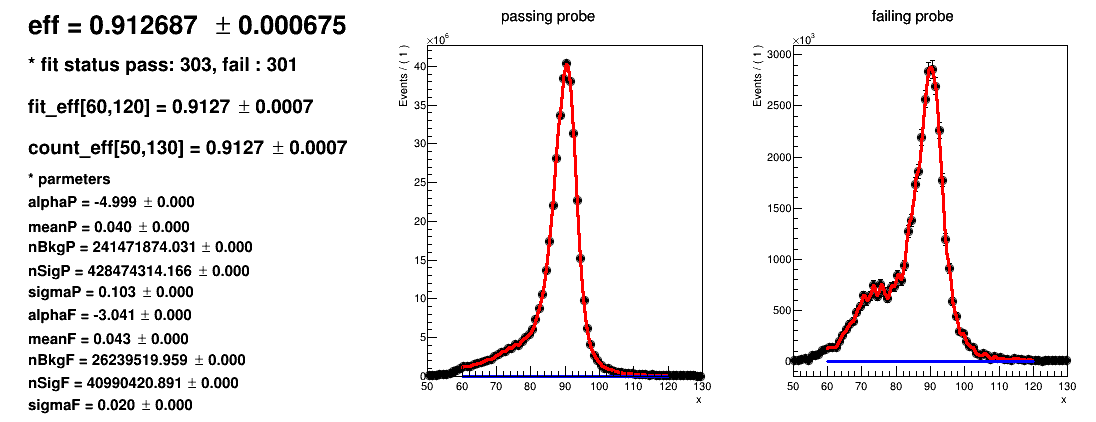 eff = 0.912687 ± 0.000675
* fit status pass: 303, fail : 301
fit_eff[60,120] = 0.9127 ± 0.0007
count_eff[50,130] = 0.9127 ± 0.0007
* parmeters
alphaP = -4.999 ± 0.000
meanP = 0.040 ± 0.000
nBkgP = 241471874.031 ± 0.000
nSigP = 428474314.166 ± 0.000
sigmaP = 0.103 ± 0.000
alphaF = -3.041 ± 0.000
meanF = 0.043 ± 0.000
nBkgF = 26239519.959 ± 0.000
nSigF = 40990420.891 ± 0.000
sigmaF = 0.020 ± 0.000
passing probe
×10⁶
Events / ( 1 )
40
35
30
25
20
15
10
5
0
50 60 70 80 90 100 110 120 130
x
failing probe
×10³
Events / ( 1 )
3000
2500
2000
1500
1000
500
0
50 60 70 80 90 100 110 120 130
x